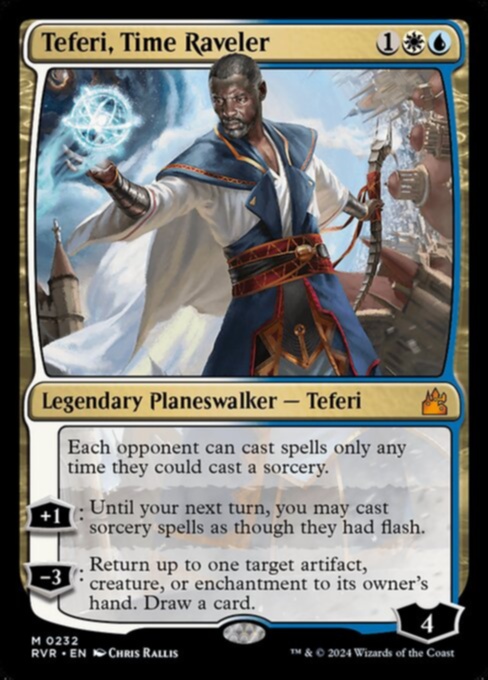 Teferi, Time Raveler 1
Legendary Planeswalker — Teferi
Each opponent can cast spells only any
time they could cast a sorcery.
+1: Until your next turn, you may cast
sorcery spells as though they had flash.
−3: Return up to one target artifact,
creature, or enchantment to its owner's
hand. Draw a card.
4
M 0232
RVR • EN Chris Rallis
™ & © 2024 Wizards of the Coast